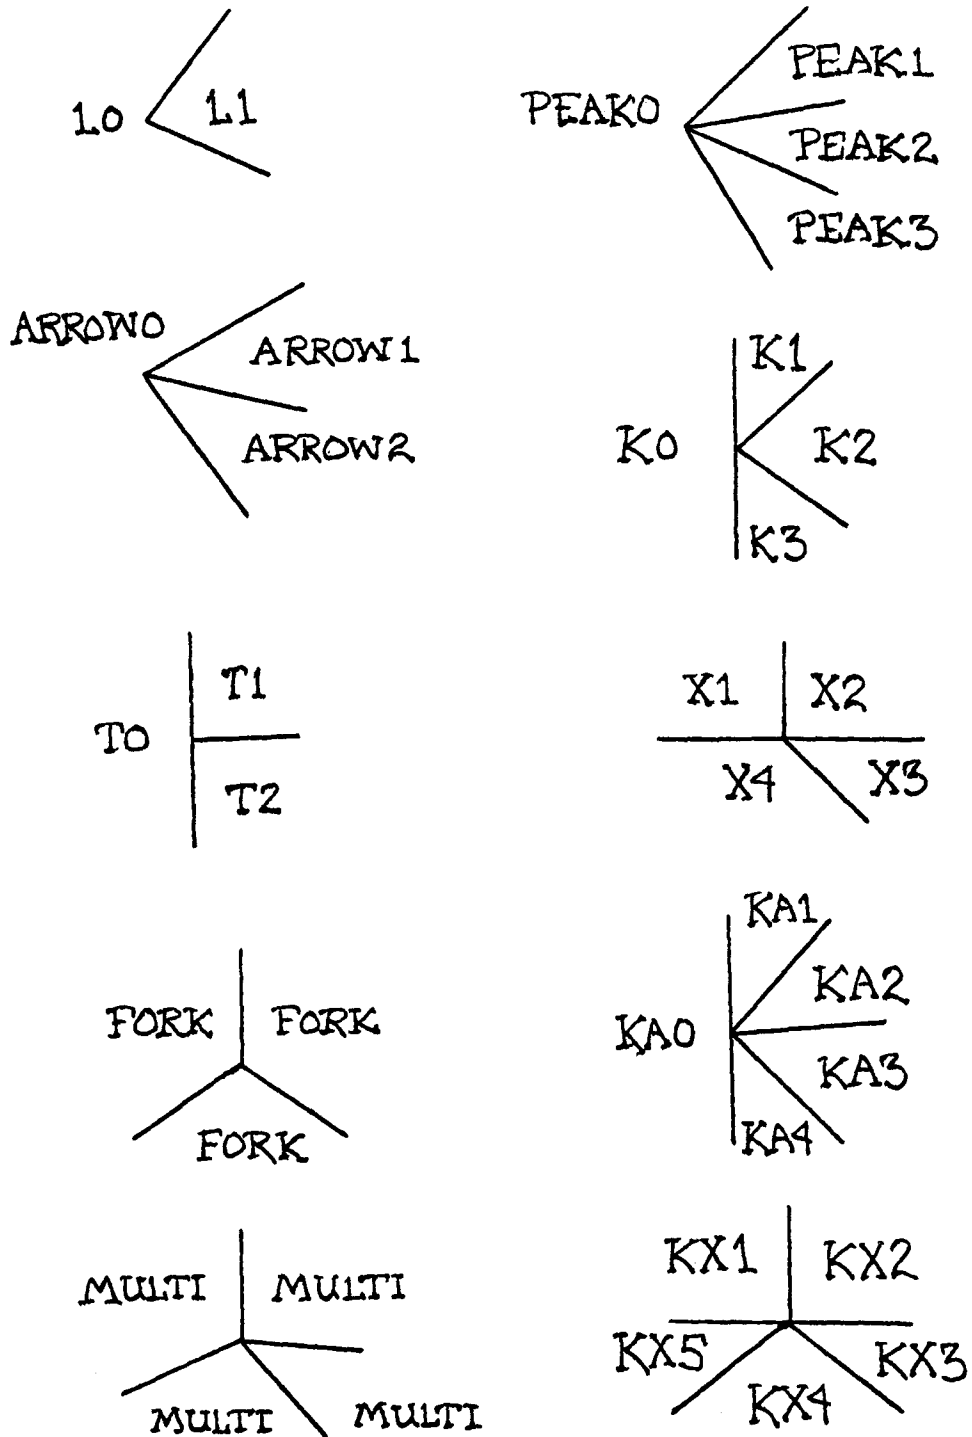 L0 L1
PEAK0 PEAK1
PEAK2
PEAK3
ARROW0 ARROW1
ARROW2
K0 K1
K2
K3
T0 T1
T2
X1 X2
X4 X3
FORK FORK
FORK
KA0 KA1
KA2
KA3
KA4
MULTI MULTI
MULTI MULTI
KX1 KX2
KX5 KX3
KX4